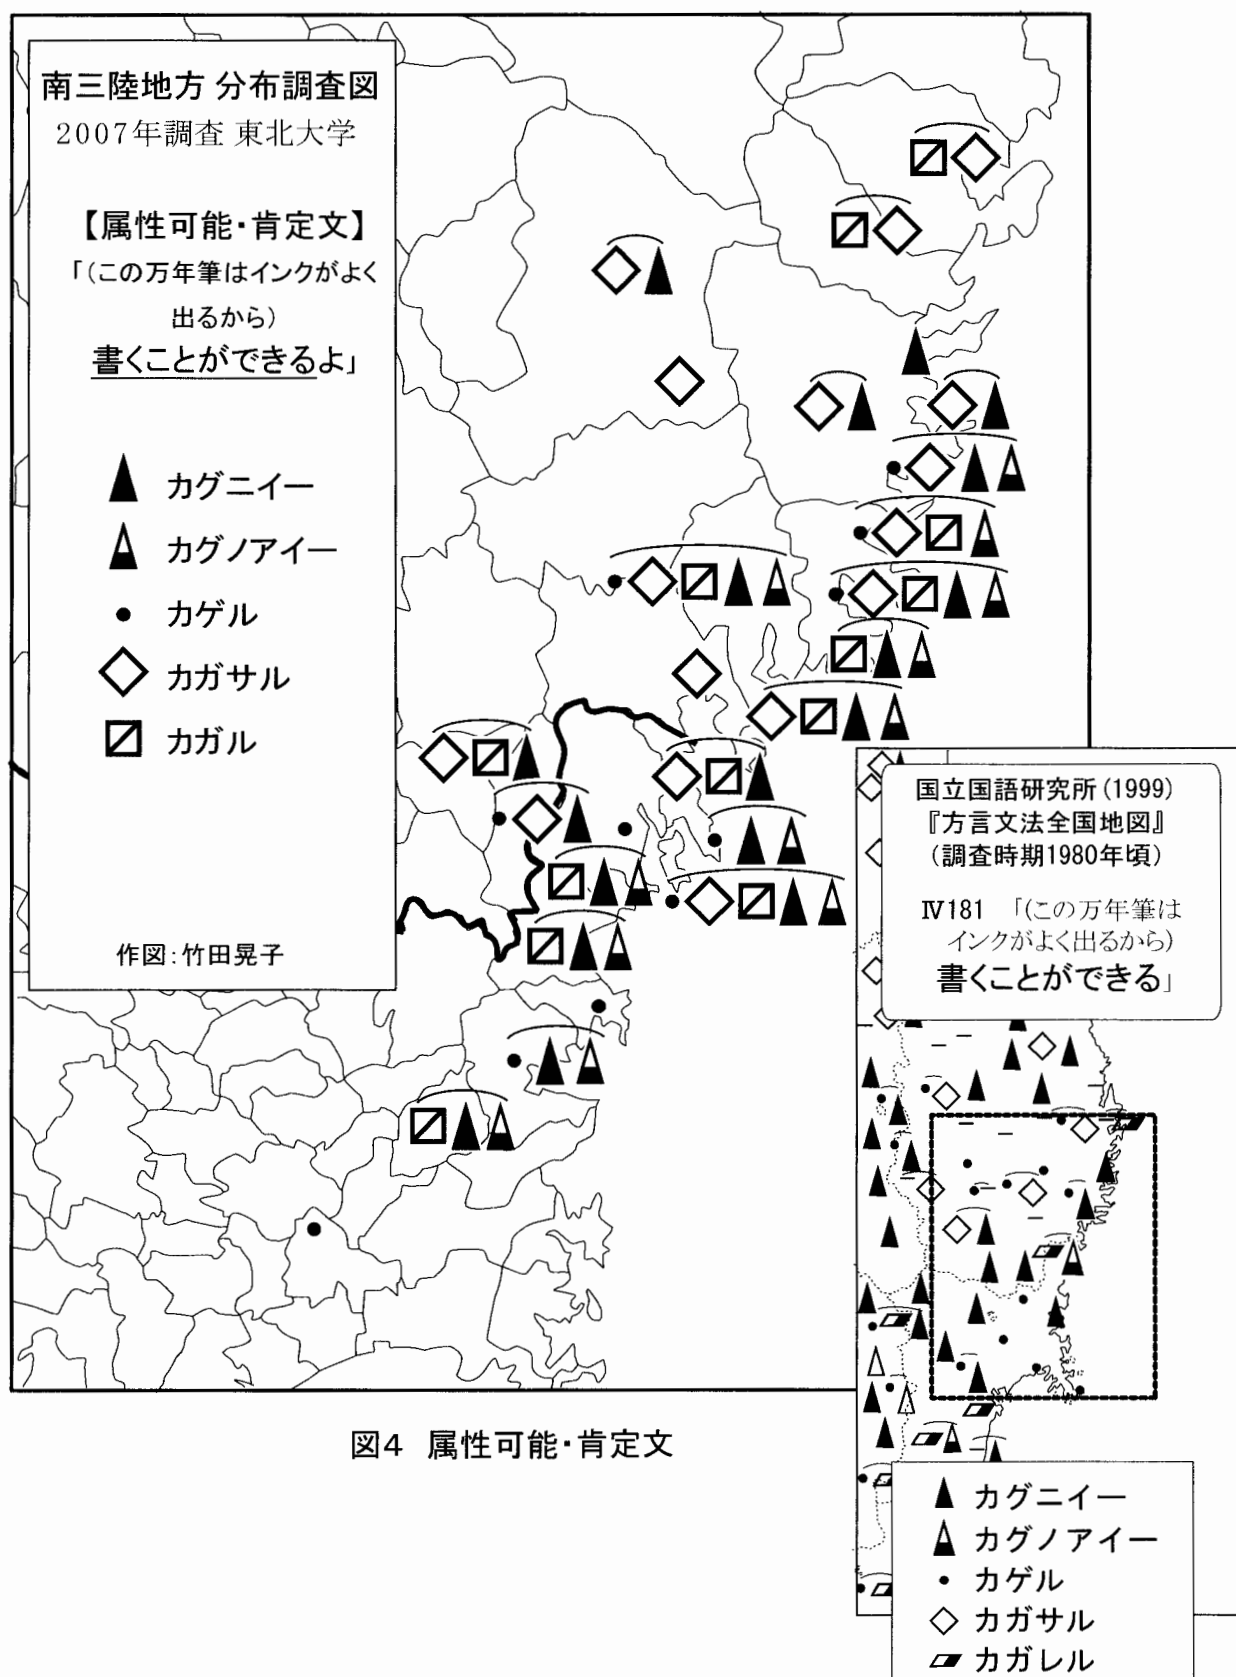 南三陸地方 分布調査図
2007年調査 東北大学
【属性可能・肯定文】
「(この万年筆はインクがよく
出るから)
書くことができるよ」
カグニイー
カグノアイー
カゲル
カガサル
カガル
作図:竹田晃子
国立国語研究所(1999)
『方言文法全国地図』
(調査時期1980年頃)
Ⅳ181 「(この万年筆は
インクがよく出るから)
書くことができる」
カグニイー
カグノアイー
カゲル
カガサル
カガレル
図4 属性可能・肯定文